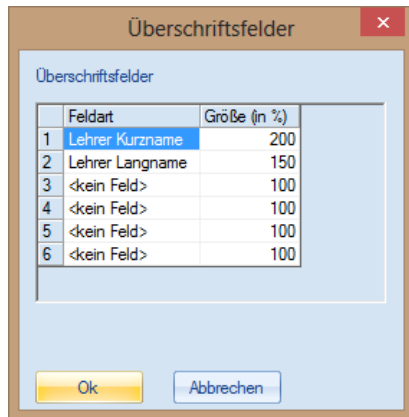 Überschriftsfelder
×
Überschriftsfelder
Feldart Größe (in %)
1 Lehrer Kurzname 200
2 Lehrer Langname 150
3 <kein Feld> 100
4 <kein Feld> 100
5 <kein Feld> 100
6 <kein Feld> 100
Ok Abbrechen